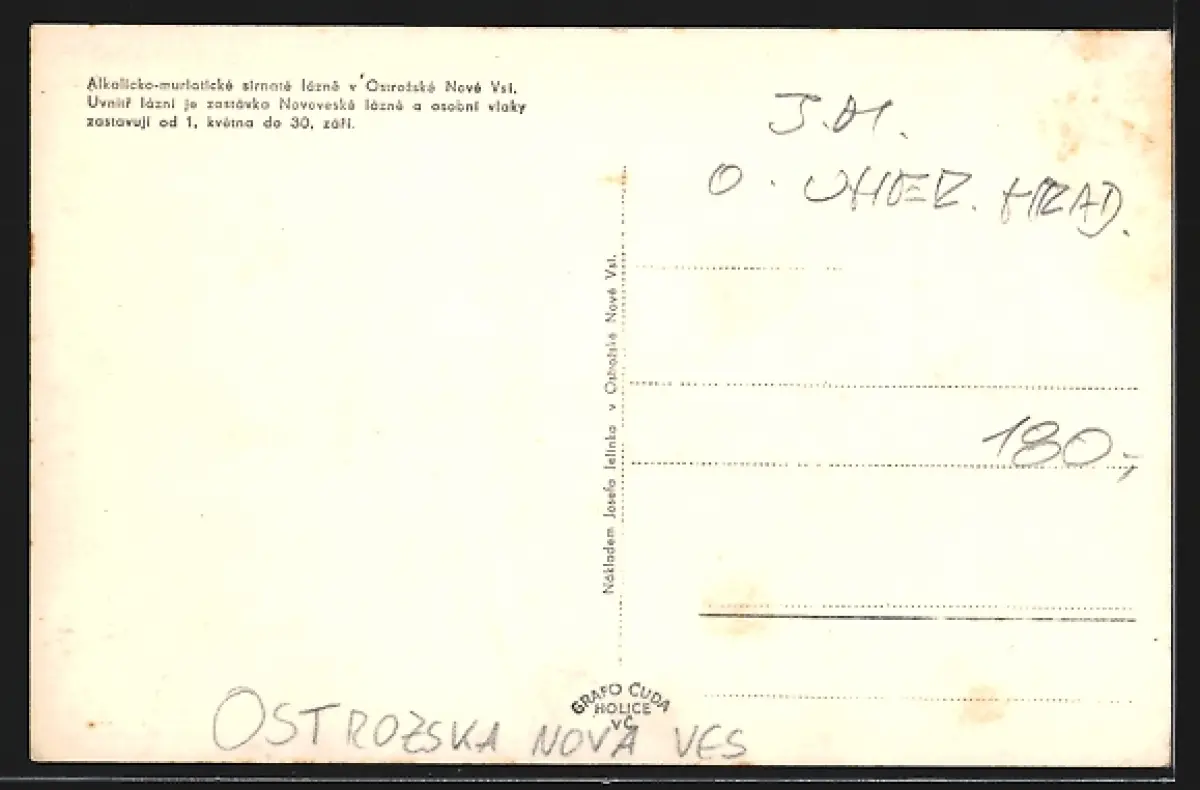 Alkalicko-muriatické sirnaté lázně v Ostrožské Nové Vsi.
Uvnitř lázní je zastávka Novoveské lázně a osobní vlaky
zastavují od 1. května do 30. září.
J.M.
O. UHER. HRAD.
Nákladem Josefa Jelínka v Ostrožské Nové Vsi.
180,-
GRAFO ČUDA
HOLICE
VČ
OSTROZSKA NOVA VES